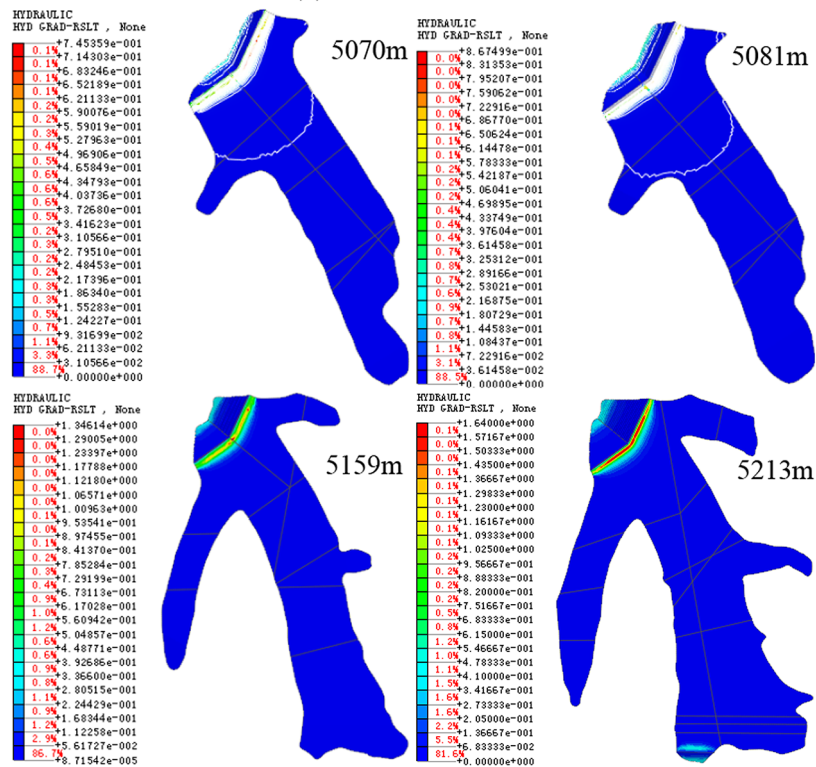 HYDRAULIC
HYD GRAD-RSLT , None
+7.45359e-001
0.1%
+7.14303e-001
0.1%
+6.83246e-001
0.1%
+6.52189e-001
0.1%
+6.21133e-001
0.2%
+5.90076e-001
0.2%
+5.59019e-001
0.3%
+5.27963e-001
0.4%
+4.96906e-001
0.5%
+4.65849e-001
0.6%
+4.34793e-001
0.6%
+4.03736e-001
0.6%
+3.72680e-001
0.5%
+3.41623e-001
0.2%
+3.10566e-001
0.3%
+2.79510e-001
0.2%
+2.48453e-001
0.2%
+2.17396e-001
0.3%
+1.86340e-001
0.3%
+1.55283e-001
0.5%
+1.24227e-001
0.7%
+9.31699e-002
1.1%
+6.21133e-002
3.3%
+3.10566e-002
88.7%
+0.00000e+000
5070m
HYDRAULIC
HYD GRAD-RSLT , None
+8.67499e-001
0.0%
+8.31353e-001
0.0%
+7.95207e-001
0.0%
+7.59062e-001
0.0%
+7.22916e-001
0.0%
+6.86770e-001
0.1%
+6.50624e-001
0.1%
+6.14478e-001
0.1%
+5.78333e-001
0.2%
+5.42187e-001
0.2%
+5.06041e-001
0.2%
+4.69895e-001
0.4%
+4.33749e-001
0.4%
+3.97604e-001
0.4%
+3.61458e-001
0.7%
+3.25312e-001
0.8%
+2.89166e-001
0.7%
+2.53021e-001
0.6%
+2.16875e-001
0.9%
+1.80729e-001
0.7%
+1.44583e-001
0.8%
+1.08437e-001
1.1%
+7.22916e-002
3.1%
+3.61458e-002
88.5%
+0.00000e+000
5081m
HYDRAULIC
HYD GRAD-RSLT , None
+1.34614e+000
0.0%
+1.29005e+000
0.0%
+1.23397e+000
0.0%
+1.17788e+000
0.0%
+1.12180e+000
0.0%
+1.06571e+000
0.0%
+1.00963e+000
0.0%
+9.53541e-001
0.1%
+8.97455e-001
0.1%
+8.41370e-001
0.2%
+7.85284e-001
0.3%
+7.29199e-001
0.4%
+6.73113e-001
0.9%
+6.17028e-001
1.0%
+5.60942e-001
1.2%
+5.04857e-001
0.6%
+4.48771e-001
0.6%
+3.92686e-001
0.9%
+3.36600e-001
0.8%
+2.80515e-001
1.1%
+2.24429e-001
0.9%
+1.68344e-001
1.2%
+1.12258e-001
2.9%
+5.61727e-002
86.7%
+8.71542e-005
5159m
HYDRAULIC
HYD GRAD-RSLT , None
+1.64000e+000
0.1%
+1.57167e+000
0.1%
+1.50333e+000
0.1%
+1.43500e+000
0.1%
+1.36667e+000
0.1%
+1.29833e+000
0.1%
+1.23000e+000
0.1%
+1.16167e+000
0.1%
+1.09333e+000
0.1%
+1.02500e+000
0.2%
+9.56667e-001
0.2%
+8.88333e-001
0.2%
+8.20000e-001
0.2%
+7.51667e-001
0.5%
+6.83333e-001
0.8%
+6.15000e-001
1.2%
+5.46667e-001
1.0%
+4.78333e-001
1.1%
+4.10000e-001
1.5%
+3.41667e-001
1.6%
+2.73333e-001
1.6%
+2.05000e-001
2.2%
+1.36667e-001
5.5%
+6.83333e-002
81.6%
+0.00000e+000
5213m